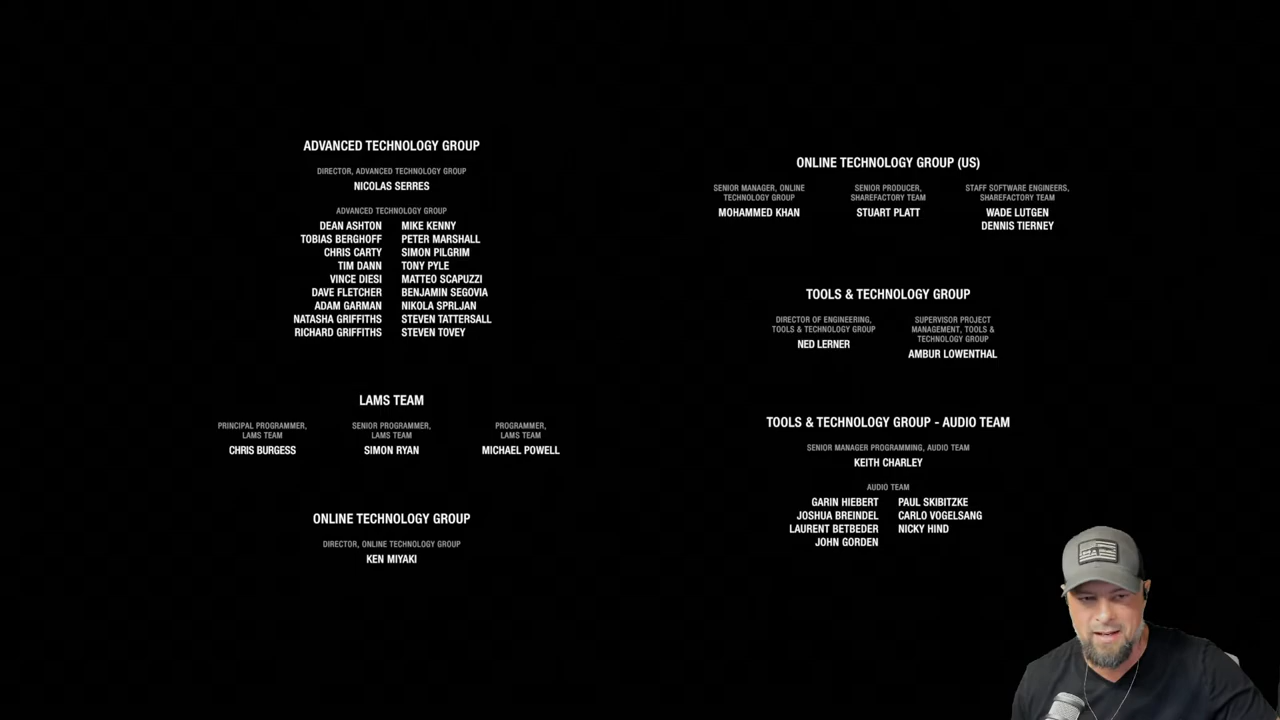 ADVANCED TECHNOLOGY GROUP
DIRECTOR, ADVANCED TECHNOLOGY GROUP
NICOLAS SERRES
ADVANCED TECHNOLOGY GROUP
DEAN ASHTON MIKE KENNY
TOBIAS BERGHOFF PETER MARSHALL
CHRIS CARTY SIMON PILGRIM
TIM DANN TONY PYLE
VINCE DIESI MATTEO SCAPUZZI
DAVE FLETCHER BENJAMIN SEGOVIA
ADAM GARMAN NIKOLA SPRLJAN
NATASHA GRIFFITHS STEVEN TATTERSALL
RICHARD GRIFFITHS STEVEN TOVEY
LAMS TEAM
PRINCIPAL PROGRAMMER,
LAMS TEAM
CHRIS BURGESS
SENIOR PROGRAMMER,
LAMS TEAM
SIMON RYAN
PROGRAMMER,
LAMS TEAM
MICHAEL POWELL
ONLINE TECHNOLOGY GROUP
DIRECTOR, ONLINE TECHNOLOGY GROUP
KEN MIYAKI
ONLINE TECHNOLOGY GROUP (US)
SENIOR MANAGER, ONLINE
TECHNOLOGY GROUP
MOHAMMED KHAN
SENIOR PRODUCER,
SHAREFACTORY TEAM
STUART PLATT
STAFF SOFTWARE ENGINEERS,
SHAREFACTORY TEAM
WADE LUTGEN
DENNIS TIERNEY
TOOLS & TECHNOLOGY GROUP
DIRECTOR OF ENGINEERING,
TOOLS & TECHNOLOGY GROUP
NED LERNER
SUPERVISOR PROJECT
MANAGEMENT, TOOLS &
TECHNOLOGY GROUP
AMBUR LOWENTHAL
TOOLS & TECHNOLOGY GROUP - AUDIO TEAM
SENIOR MANAGER PROGRAMMING, AUDIO TEAM
KEITH CHARLEY
AUDIO TEAM
GARIN HIEBERT PAUL SKIBITZKE
JOSHUA BREINDEL CARLO VOGELSANG
LAURENT BETBEDER NICKY HIND
JOHN GORDEN